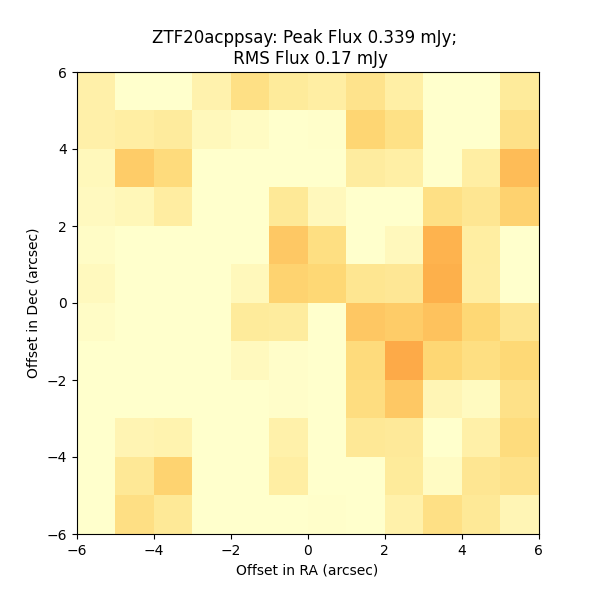 ZTF20acppsay: Peak Flux 0.339 mJy;
RMS Flux 0.17 mJy
6
4
2
0
−2
−4
−6
Offset in Dec (arcsec)
−6 −4 −2 0 2 4 6
Offset in RA (arcsec)